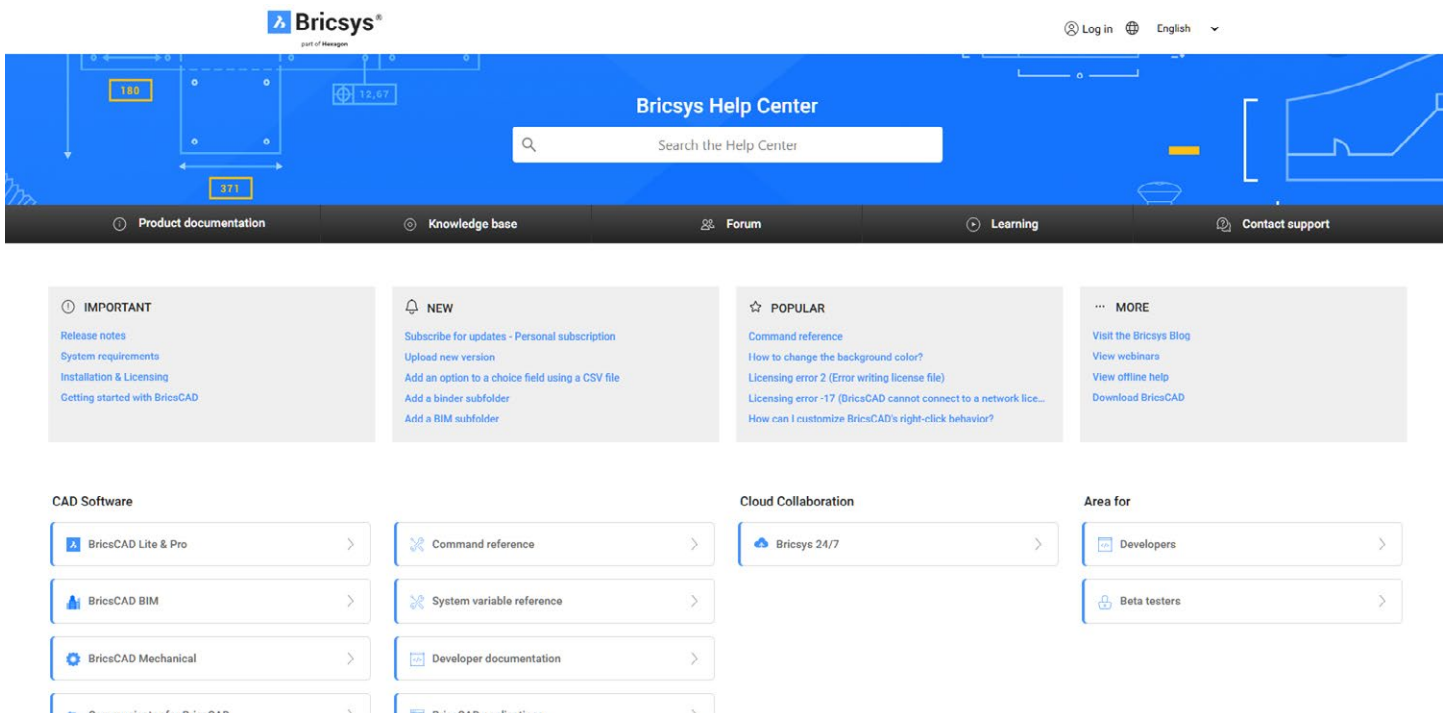 Bricsys®
part of Hexagon
Log in English
180
12,67
371
Bricsys Help Center
Search the Help Center
Product documentation
Knowledge base
Forum
Learning
Contact support
IMPORTANT
Release notes
System requirements
Installation & Licensing
Getting started with BricsCAD
NEW
Subscribe for updates - Personal subscription
Upload new version
Add an option to a choice field using a CSV file
Add a binder subfolder
Add a BIM subfolder
POPULAR
Command reference
How to change the background color?
Licensing error 2 (Error writing license file)
Licensing error -17 (BricsCAD cannot connect to a network lice...
How can I customize BricsCAD's right-click behavior?
MORE
Visit the Bricsys Blog
View webinars
View offline help
Download BricsCAD
CAD Software
BricsCAD Lite & Pro
BricsCAD BIM
BricsCAD Mechanical
Command reference
System variable reference
Developer documentation
Cloud Collaboration
Bricsys 24/7
Area for
Developers
Beta testers